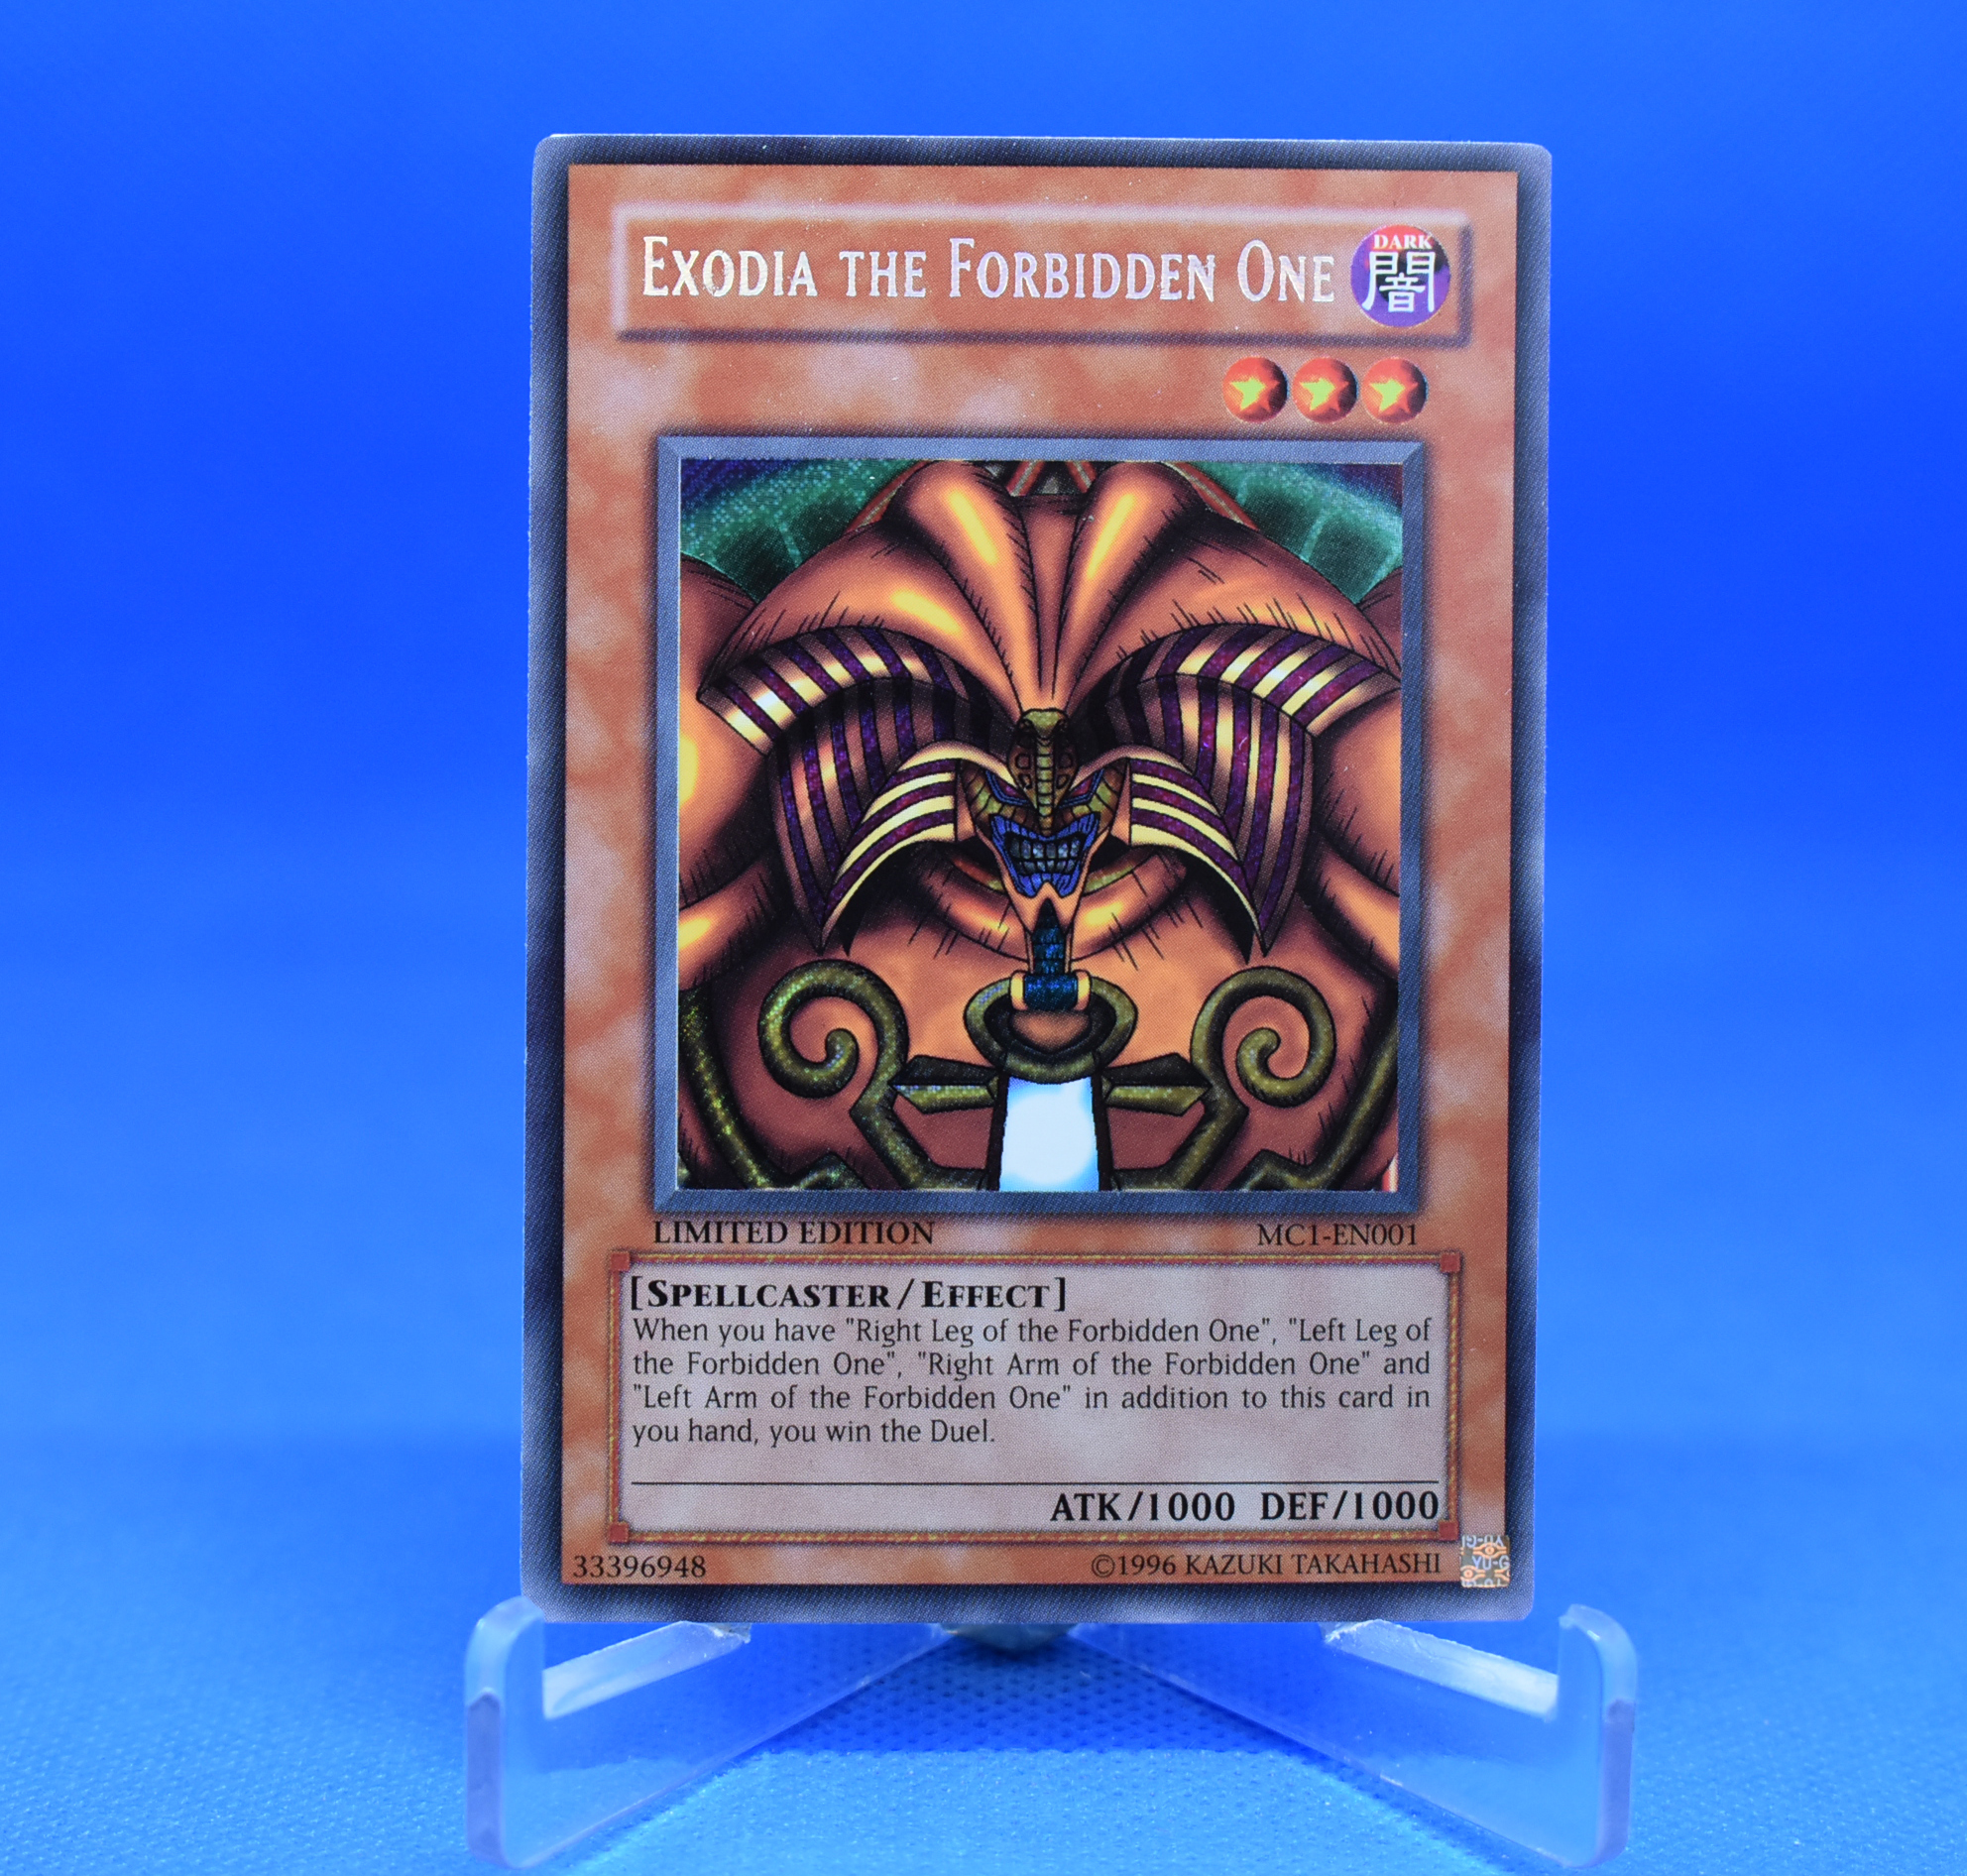 EXODIA THE FORBIDDEN ONE
DARK
闇
LIMITED EDITION
MC1-EN001
[SPELLCASTER/EFFECT]
When you have "Right Leg of the Forbidden One", "Left Leg of
the Forbidden One", "Right Arm of the Forbidden One" and
"Left Arm of the Forbidden One" in addition to this card in
you hand, you win the Duel.
ATK/1000 DEF/1000
33396948
©1996 KAZUKI TAKAHASHI